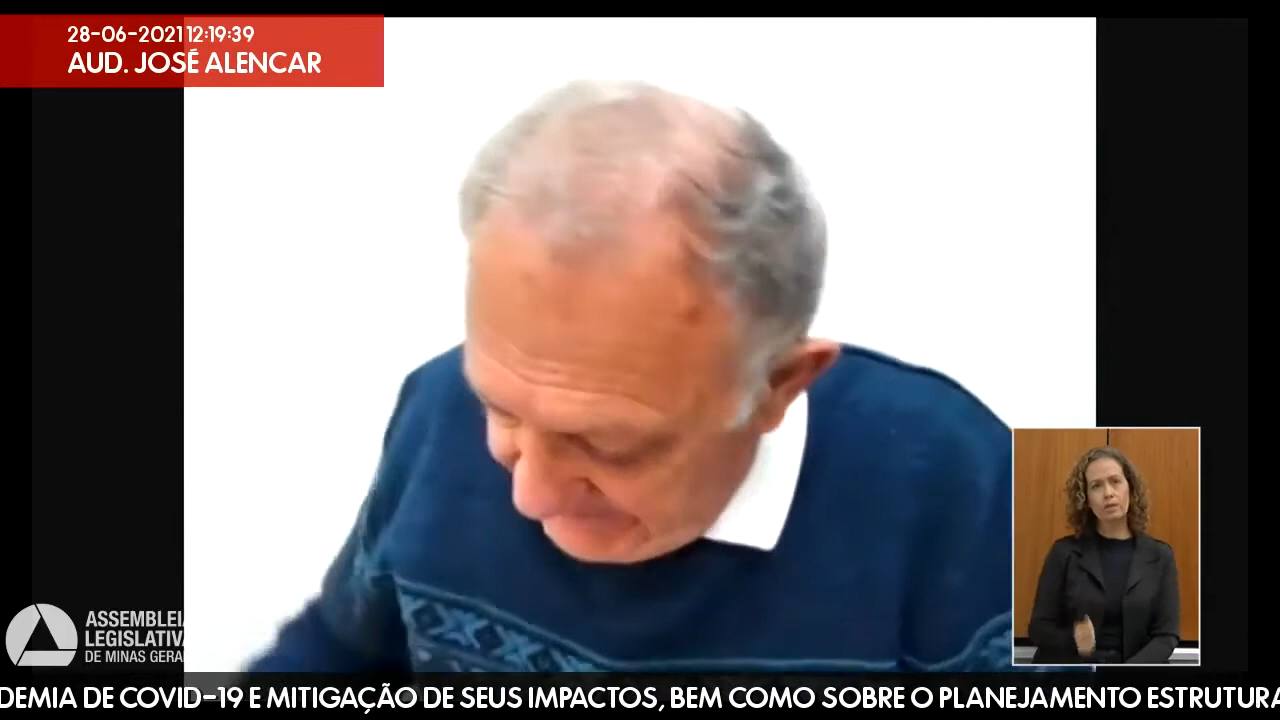 28-06-2021 12:19:39
AUD. JOSÉ ALENCAR
ASSEMBLEIA
LEGISLATIVA
DE MINAS GERAI
DEMIA DE COVID-19 E MITIGAÇÃO DE SEUS IMPACTOS, BEM COMO SOBRE O PLANEJAMENTO ESTRUTURA